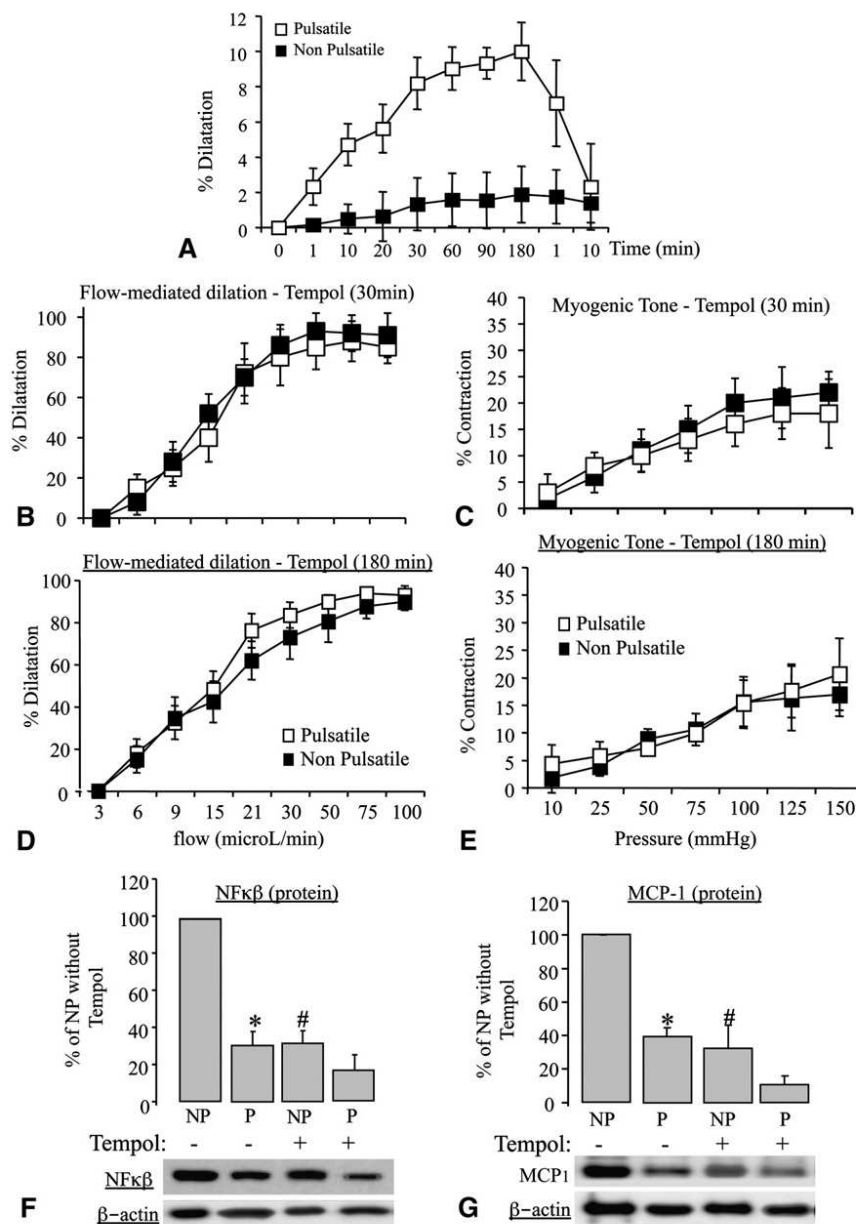 12
10
8
6
4
2
0
% Dilatation
Pulsatile
Non Pulsatile
0 1 10 20 30 60 90 180 1 10 Time (min)
A
Flow-mediated dilation - Tempol (30min)
100
80
60
40
20
0
% Dilatation
B
Myogenic Tone - Tempol (30 min)
40
35
30
25
20
15
10
5
0
% Contraction
C
Flow-mediated dilation - Tempol (180 min)
100
80
60
40
20
0
% Dilatation
Pulsatile
Non Pulsatile
3 6 9 15 21 30 50 75 100
flow (microL/min)
D
Myogenic Tone - Tempol (180 min)
40
35
30
25
20
15
10
5
0
% Contraction
Pulsatile
Non Pulsatile
10 25 50 75 100 125 150
Pressure (mmHg)
E
NFκβ (protein)
120
100
80
60
40
20
0
% of NP without
Tempol
* #
NP P NP P
Tempol: - - + +
NFκβ
β-actin
F
MCP-1 (protein)
120
100
80
60
40
20
0
% of NP without
Tempol
* #
NP P NP P
Tempol: - - + +
MCP1
β-actin
G